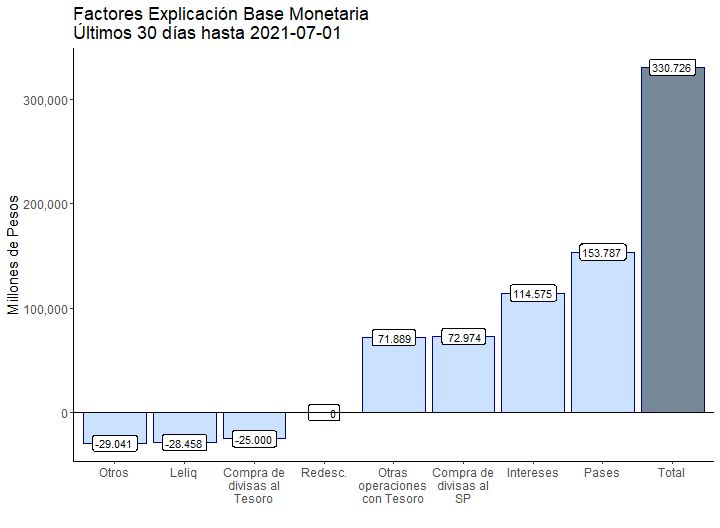 Factores Explicación Base Monetaria
Últimos 30 días hasta 2021-07-01
Millones de Pesos
300,000
200,000
100,000
0
-29.041
-28.458
-25.000
0
71.889
72.974
114.575
153.787
330.726
Otros
Leliq
Compra de
divisas al
Tesoro
Redesc.
Otras
operaciones
con Tesoro
Compra de
divisas al
SP
Intereses
Pases
Total